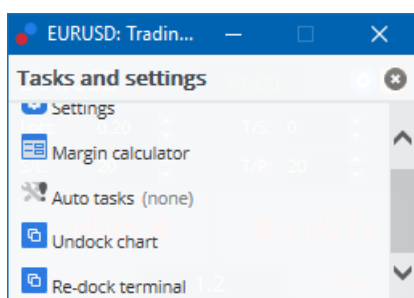 EURUSD: Tradin...
Tasks and settings
Settings
Margin calculator
Auto tasks (none)
Undock chart
Re-dock terminal